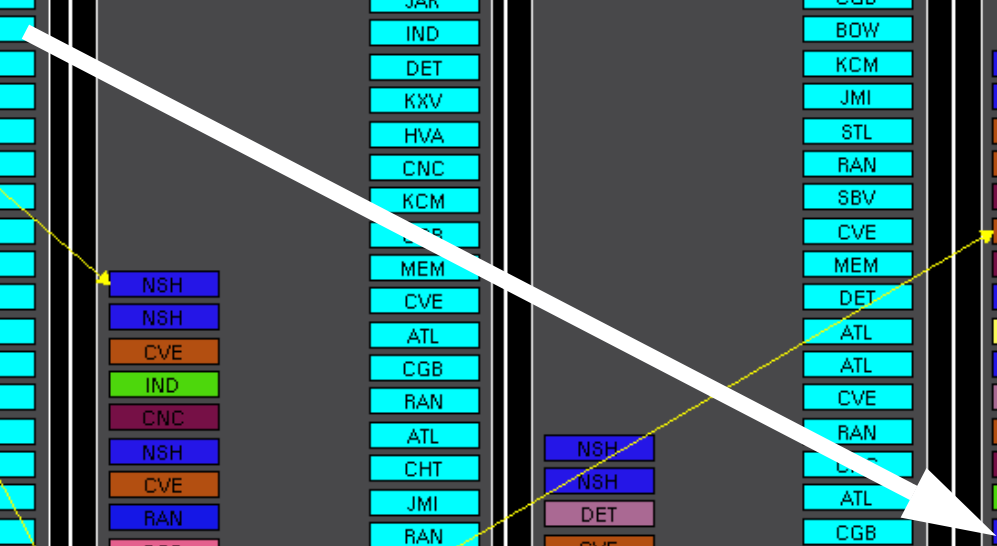 JAR
IND
DET
KXV
HVA
CNC
KCM
MEM
CVE
ATL
CGB
RAN
ATL
CHT
JMI
RAN
NSH
NSH
CVE
IND
CNC
NSH
CVE
RAN
CGB
BOW
KCM
JMI
STL
RAN
SBV
CVE
MEM
DET
ATL
ATL
CVE
RAN
ATL
CGB
NSH
NSH
DET
CVE